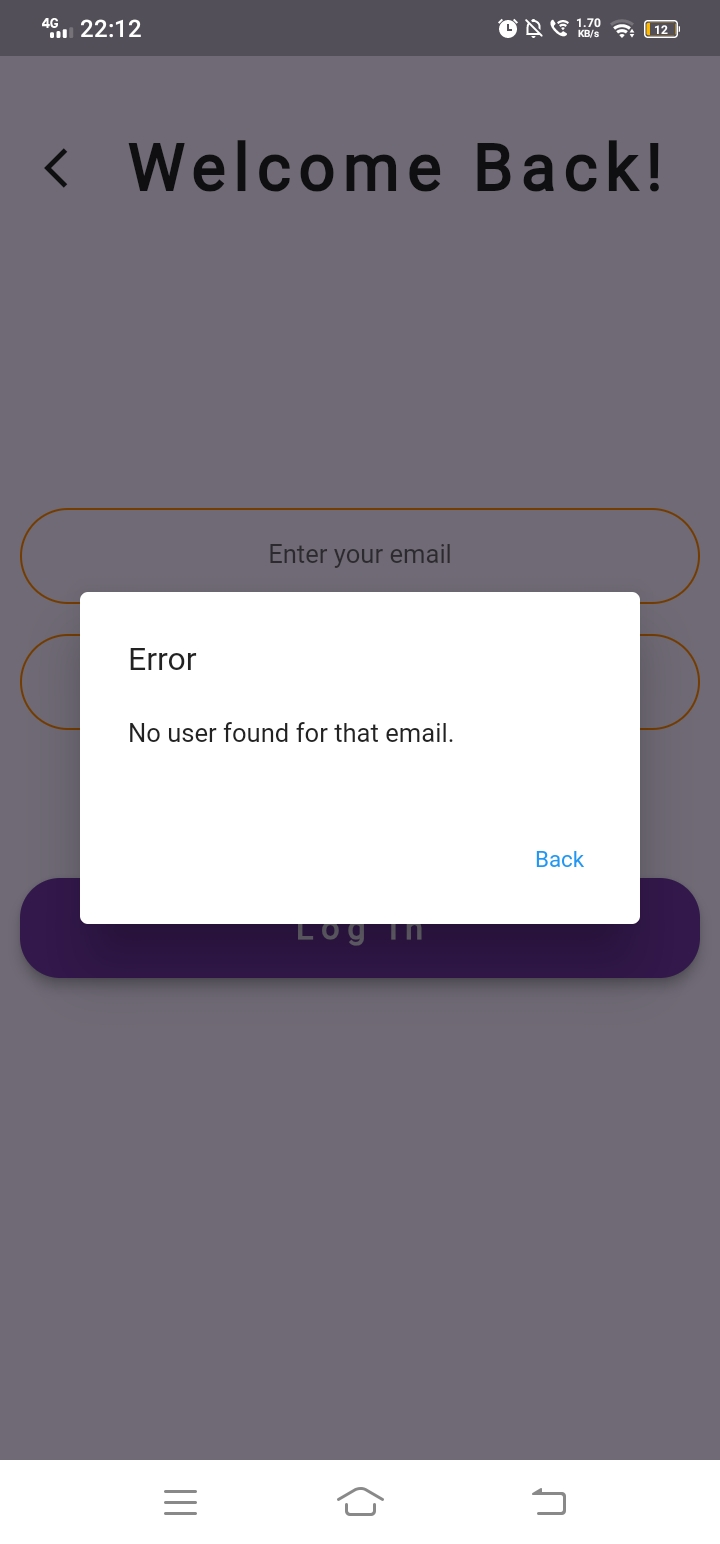 4G 22:12 1.70 KB/s 12
Welcome Back!
Enter your email
Error
No user found for that email.
Back
Log In